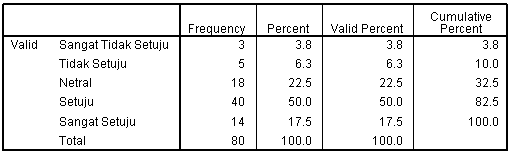 Frequency Percent Valid Percent Cumulative Percent
Valid Sangat Tidak Setuju 3 3.8 3.8 3.8
Tidak Setuju 5 6.3 6.3 10.0
Netral 18 22.5 22.5 32.5
Setuju 40 50.0 50.0 82.5
Sangat Setuju 14 17.5 17.5 100.0
Total 80 100.0 100.0